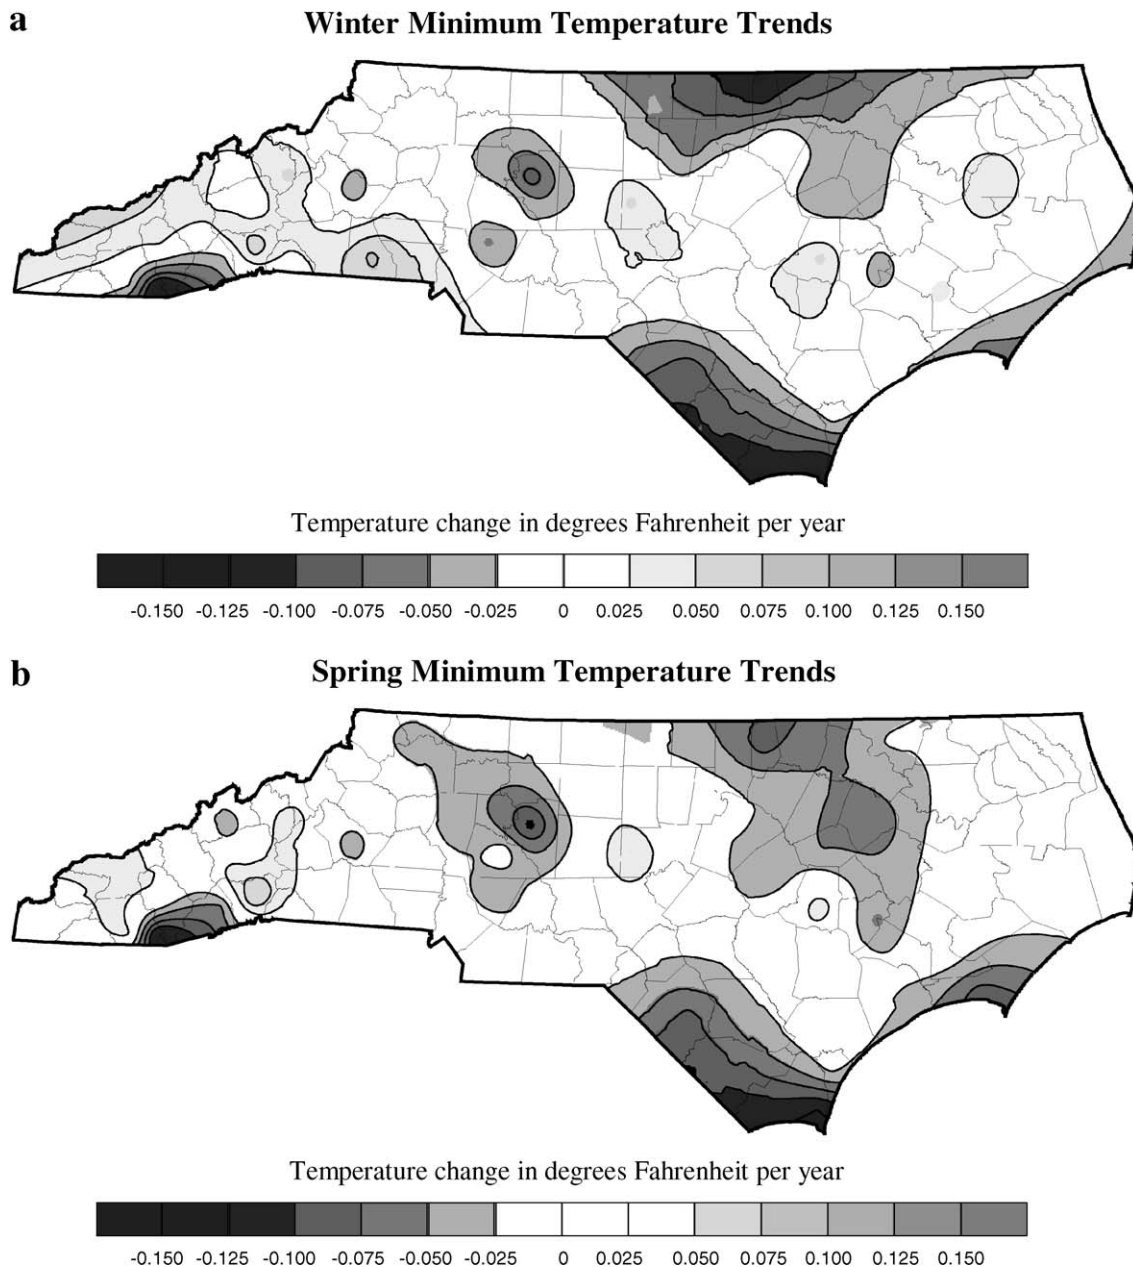 a
Winter Minimum Temperature Trends
Temperature change in degrees Fahrenheit per year
-0.150 -0.125 -0.100 -0.075 -0.050 -0.025 0 0.025 0.050 0.075 0.100 0.125 0.150
b
Spring Minimum Temperature Trends
Temperature change in degrees Fahrenheit per year
-0.150 -0.125 -0.100 -0.075 -0.050 -0.025 0 0.025 0.050 0.075 0.100 0.125 0.150